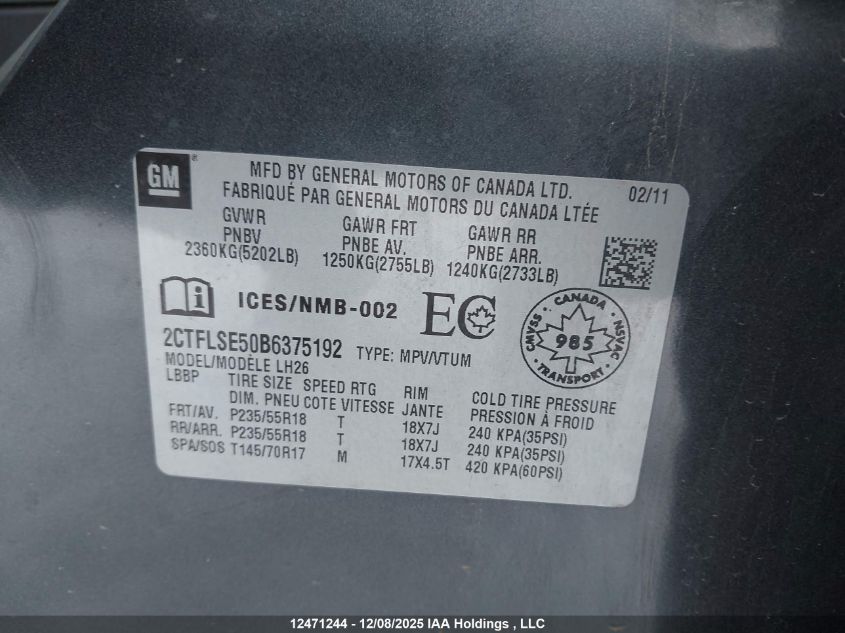 GM
MFD BY GENERAL MOTORS OF CANADA LTD. 02/11
FABRIQUÉ PAR GENERAL MOTORS DU CANADA LTÉE
GVWR GAWR FRT GAWR RR
PNBV PNBE AV. PNBE ARR.
2360KG(5202LB) 1250KG(2755LB) 1240KG(2733LB)
ICES/NMB-002 EC
CANADA
CMVSS NSVAC
985
TRANSPORT
2CTFLSE50B6375192 TYPE: MPV/VTUM
MODEL/MODÈLE LH26
LBBP TIRE SIZE SPEED RTG RIM COLD TIRE PRESSURE
DIM. PNEU COTE VITESSE JANTE PRESSION À FROID
FRT/AV. P235/55R18 T 18X7J 240 KPA(35PSI)
RR/ARR. P235/55R18 T 18X7J 240 KPA(35PSI)
SPA/SOS T145/70R17 M 17X4.5T 420 KPA(60PSI)
12471244 - 12/08/2025 IAA Holdings , LLC